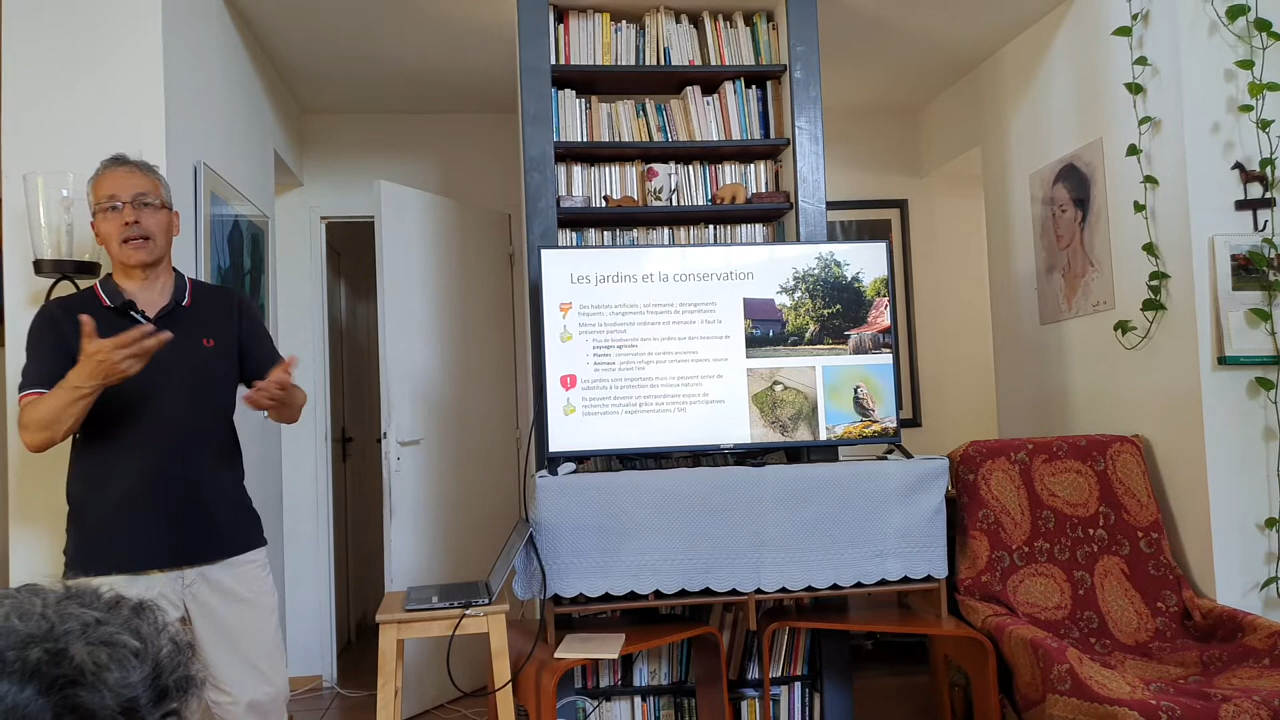 Les jardins et la conservation
Des habitats artificiels ; sol remanié ; dérangements
fréquents ; changements fréquents de propriétaires
Même la biodiversité ordinaire est menacée : il faut la
préserver partout
• Plus de biodiversité dans les jardins que dans beaucoup de
paysages agricoles
• Plantes : conservation de variétés anciennes
• Animaux : jardins refuges pour certaines espèces, source
de nectar durant l'été
Les jardins sont importants mais ne peuvent servir de
substituts à la protection des milieux naturels
Ils peuvent devenir un extraordinaire espace de
recherche mutualisé grâce aux sciences participatives
(observations / expérimentations / SH)